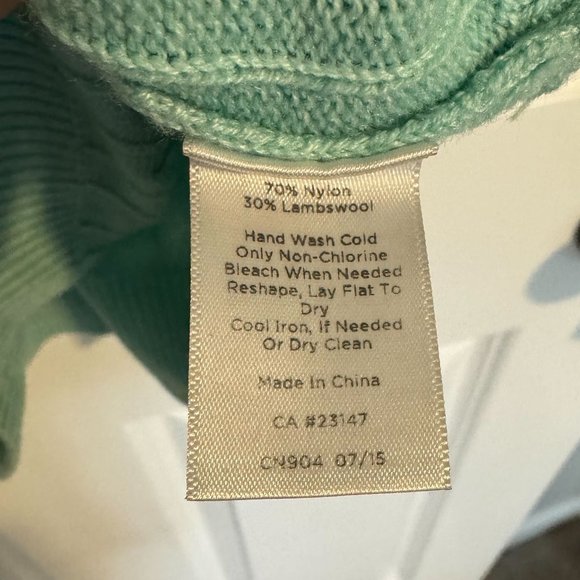 70% Nylon
30% Lambswool
Hand Wash Cold
Only Non-Chlorine
Bleach When Needed
Reshape, Lay Flat To
Dry
Cool Iron, If Needed
Or Dry Clean
Made In China
CA #23147
CN904 07/15